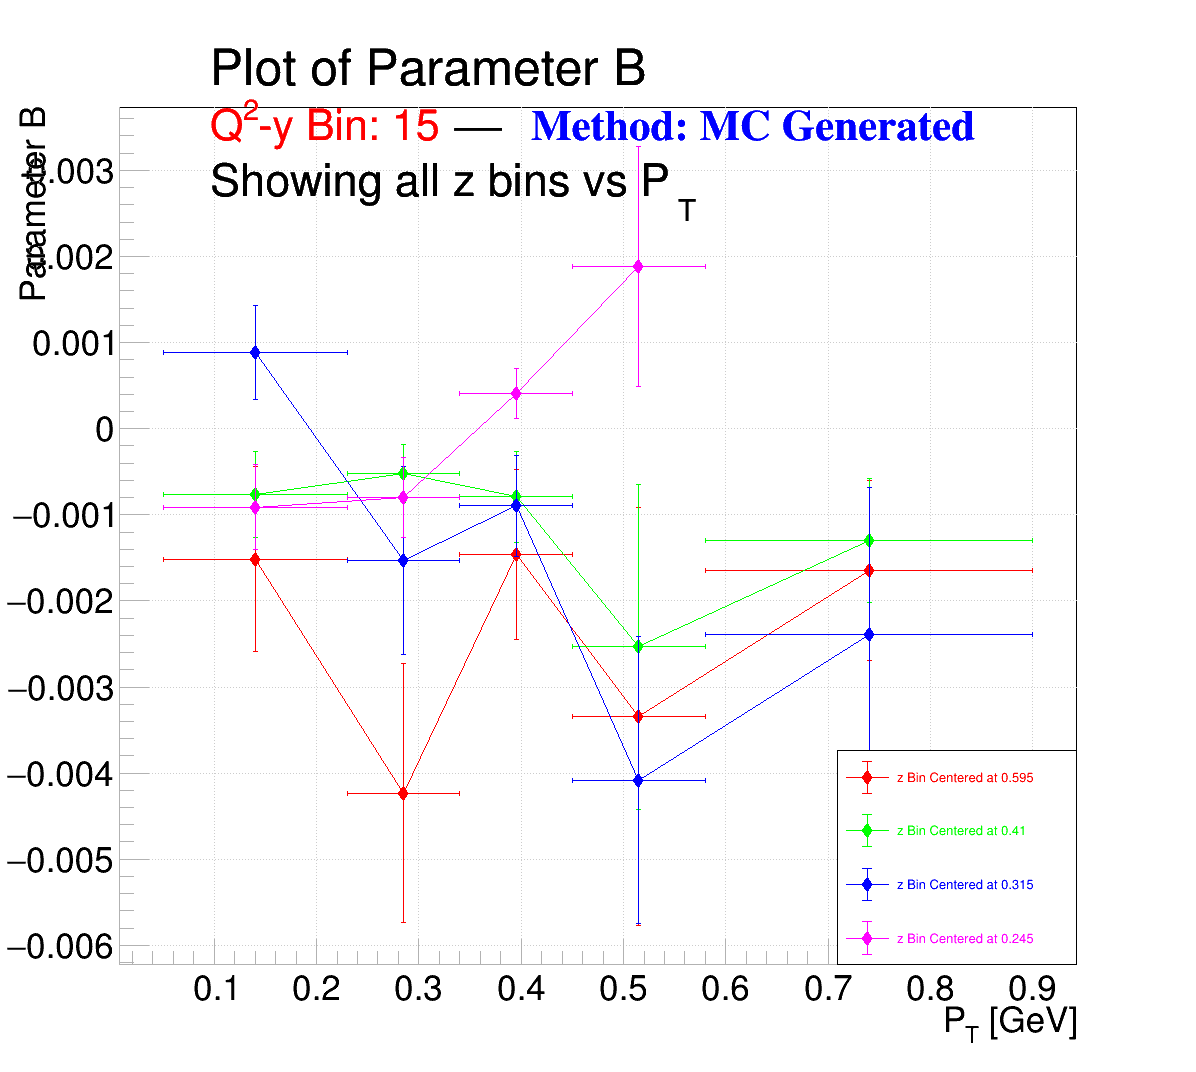 Plot of Parameter B
Q²-y Bin: 15 — Method: MC Generated
Showing all z bins vs P_T
Parameter B
0.003
0.002
0.001
0
−0.001
−0.002
−0.003
−0.004
−0.005
−0.006
z Bin Centered at 0.595
z Bin Centered at 0.41
z Bin Centered at 0.315
z Bin Centered at 0.245
0.1 0.2 0.3 0.4 0.5 0.6 0.7 0.8 0.9
P_T [GeV]